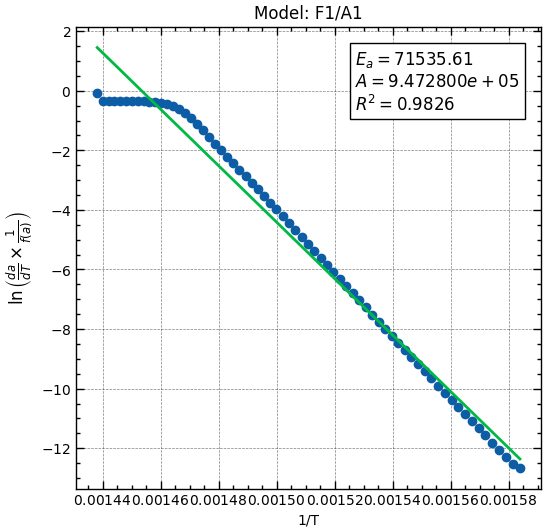 Model: F1/A1
E_a = 71535.61
A = 9.472800e + 05
R^2 = 0.9826
2
0
−2
−4
−6
−8
−10
−12
ln (da/dT × 1/f(a))
0.00144 0.00146 0.00148 0.00150 0.00152 0.00154 0.00156 0.00158
1/T